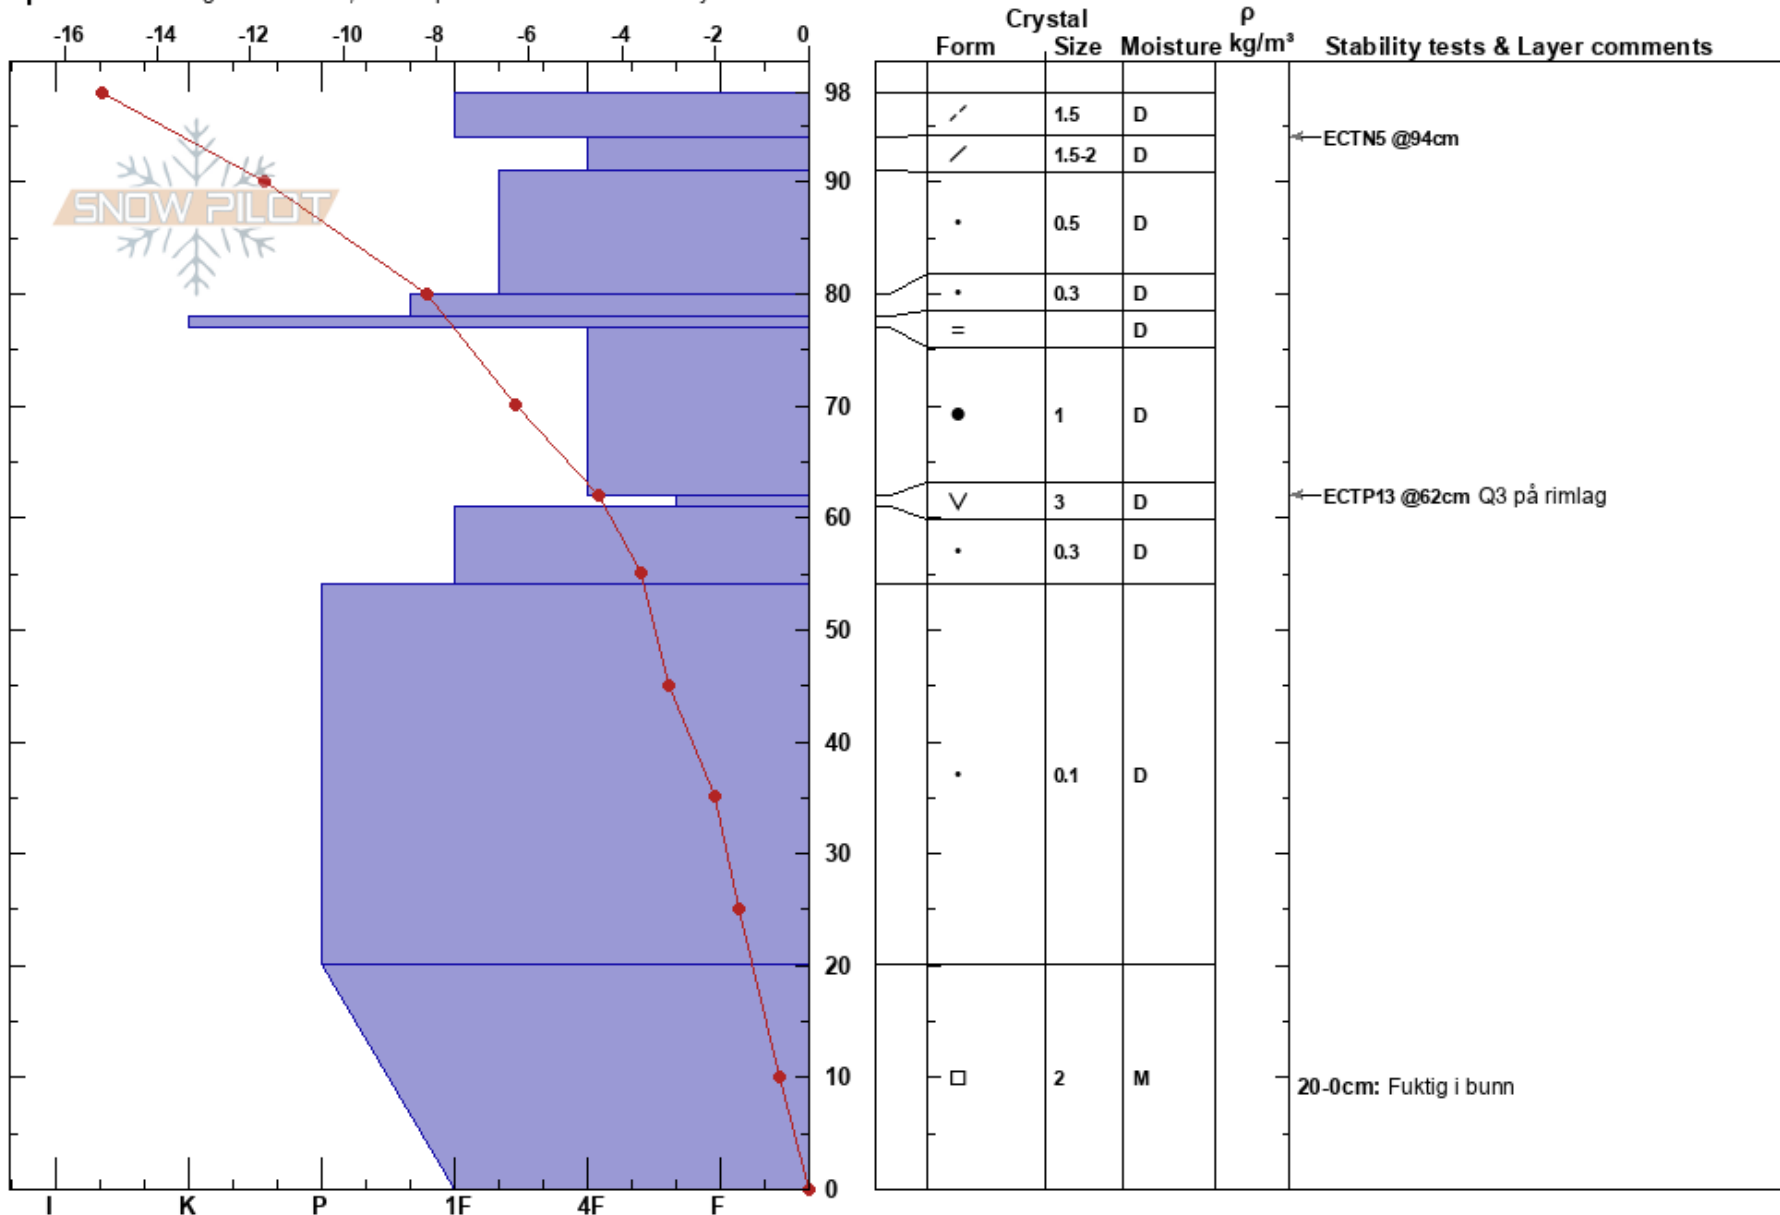 -16 -14 -12 -10 -8 -6 -4 -2 0
Crystal ρ
Form Size Moisture kg/m³ Stability tests & Layer comments
98
1.5 D
ECTN5 @94cm
1.5-2 D
90
SNOW PILOT
0.5 D
80
0.3 D
= D
70
1 D
ECTP13 @62cm Q3 på rimlag
3 D
60
0.3 D
50
40
0.1 D
30
20
10
2 M
20-0cm: Fuktig i bunn
0
I K P 1F 4F F